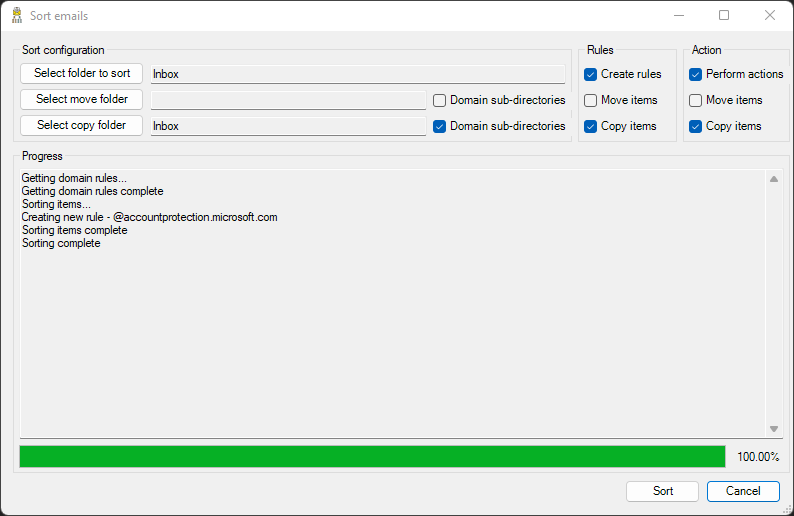 Sort emails
Sort configuration
Select folder to sort
Inbox
Select move folder
Domain sub-directories
Select copy folder
Inbox
Domain sub-directories
Rules
Create rules
Move items
Copy items
Action
Perform actions
Move items
Copy items
Progress
Getting domain rules...
Getting domain rules complete
Sorting items...
Creating new rule - @accountprotection.microsoft.com
Sorting items complete
Sorting complete
100.00%
Sort
Cancel